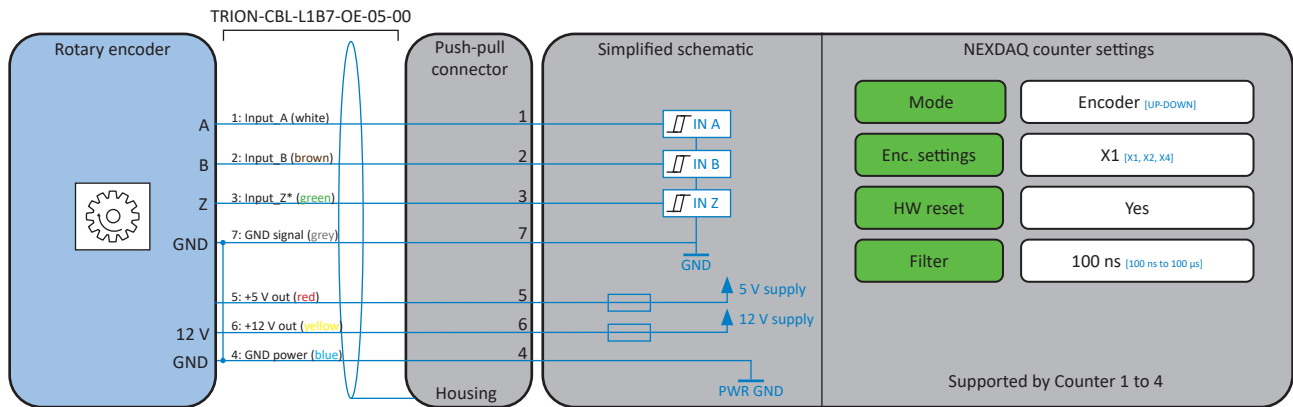 TRION-CBL-L1B7-OE-05-00
Rotary encoder
Push-pull
connector
Simplified schematic
NEXDAQ counter settings
A
1: Input_A (white)
1
IN A
B
2: Input_B (brown)
2
IN B
Z
3: Input_Z* (green)
3
IN Z
GND
7: GND signal (grey)
7
GND
5: +5 V out (red)
5
5 V supply
12 V
6: +12 V out (yellow)
6
12 V supply
GND
4: GND power (blue)
4
PWR GND
Housing
Mode
Encoder [UP-DOWN]
Enc. settings
X1 [X1, X2, X4]
HW reset
Yes
Filter
100 ns [100 ns to 100 µs]
Supported by Counter 1 to 4